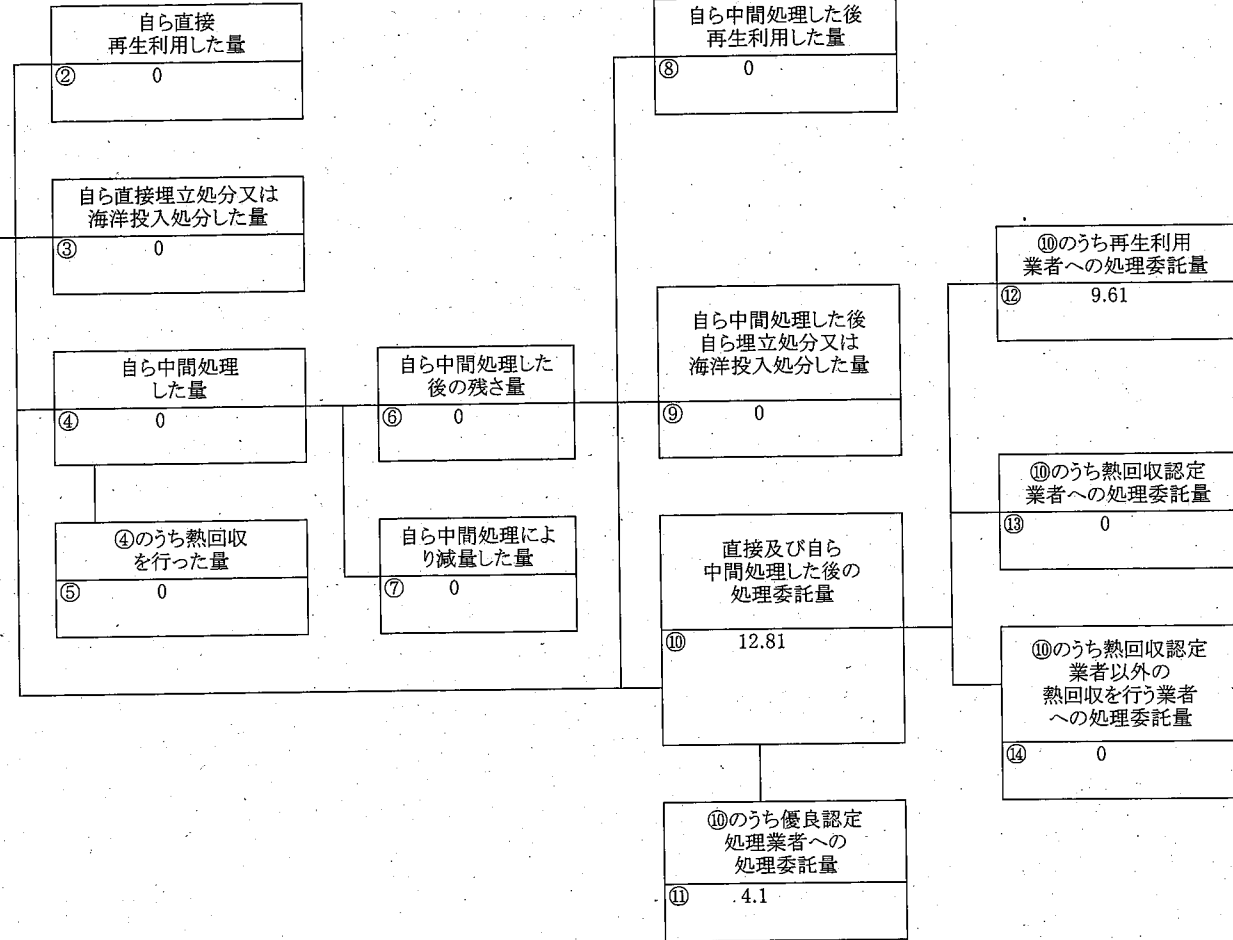 自ら直接
再生利用した量
② 0
自ら直接埋立処分又は
海洋投入処分した量
③ 0
自ら中間処理
した量
④ 0
④のうち熱回収
を行った量
⑤ 0
自ら中間処理した
後の残さ量
⑥ 0
自ら中間処理によ
り減量した量
⑦ 0
自ら中間処理した後
再生利用した量
⑧ 0
自ら中間処理した後
自ら埋立処分又は
海洋投入処分した量
⑨ 0
直接及び自ら
中間処理した後の
処理委託量
⑩ 12.81
⑩のうち優良認定
処理業者への
処理委託量
⑪ 4.1
⑩のうち再生利用
業者への処理委託量
⑫ 9.61
⑩のうち熱回収認定
業者への処理委託量
⑬ 0
⑩のうち熱回収認定
業者以外の
熱回収を行う業者
への処理委託量
⑭ 0